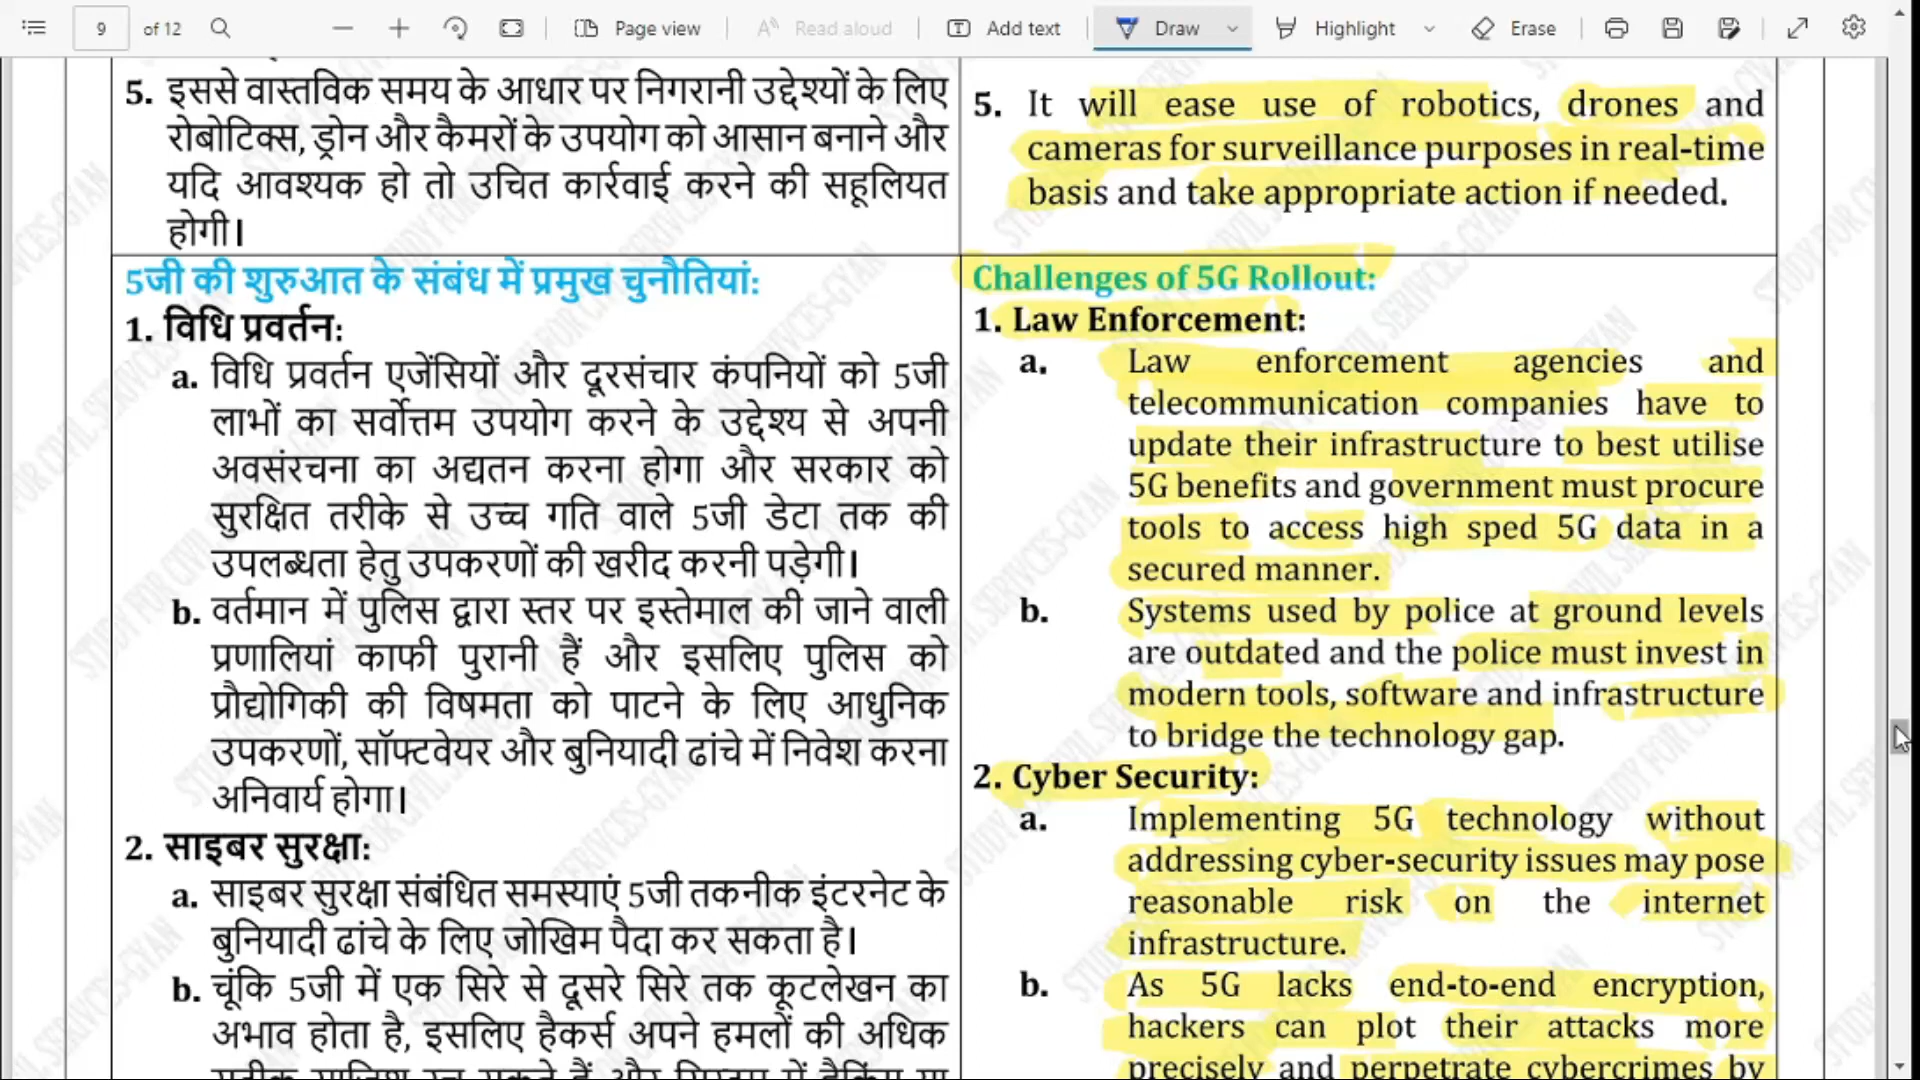 9 of 12 Page view Read aloud Add text Draw Highlight Erase
5. इससे वास्तविक समय के आधार पर निगरानी उद्देश्यों के लिए
रोबोटिक्स, ड्रोन और कैमरों के उपयोग को आसान बनाने और
यदि आवश्यक हो तो उचित कार्रवाई करने की सहूलियत
होगी।
5जी की शुरुआत के संबंध में प्रमुख चुनौतियां:
1. विधि प्रवर्तन:
a. विधि प्रवर्तन एजेंसियों और दूरसंचार कंपनियों को 5जी
लाभों का सर्वोत्तम उपयोग करने के उद्देश्य से अपनी
अवसंरचना का अद्यतन करना होगा और सरकार को
सुरक्षित तरीके से उच्च गति वाले 5जी डेटा तक की
उपलब्धता हेतु उपकरणों की खरीद करनी पड़ेगी।
b. वर्तमान में पुलिस द्वारा स्तर पर इस्तेमाल की जाने वाली
प्रणालियां काफी पुरानी हैं और इसलिए पुलिस को
प्रौद्योगिकी की विषमता को पाटने के लिए आधुनिक
उपकरणों, सॉफ्टवेयर और बुनियादी ढांचे में निवेश करना
अनिवार्य होगा।
2. साइबर सुरक्षा:
a. साइबर सुरक्षा संबंधित समस्याएं 5जी तकनीक इंटरनेट के
बुनियादी ढांचे के लिए जोखिम पैदा कर सकता है।
b. चूंकि 5जी में एक सिरे से दूसरे सिरे तक कूटलेखन का
अभाव होता है, इसलिए हैकर्स अपने हमलों की अधिक
5. It will ease use of robotics, drones and
cameras for surveillance purposes in real-time
basis and take appropriate action if needed.
Challenges of 5G Rollout:
1. Law Enforcement:
a. Law enforcement agencies and
telecommunication companies have to
update their infrastructure to best utilise
5G benefits and government must procure
tools to access high sped 5G data in a
secured manner.
b. Systems used by police at ground levels
are outdated and the police must invest in
modern tools, software and infrastructure
to bridge the technology gap.
2. Cyber Security:
a. Implementing 5G technology without
addressing cyber-security issues may pose
reasonable risk on the internet
infrastructure.
b. As 5G lacks end-to-end encryption,
hackers can plot their attacks more
precisely and perpetrate cybercrimes by